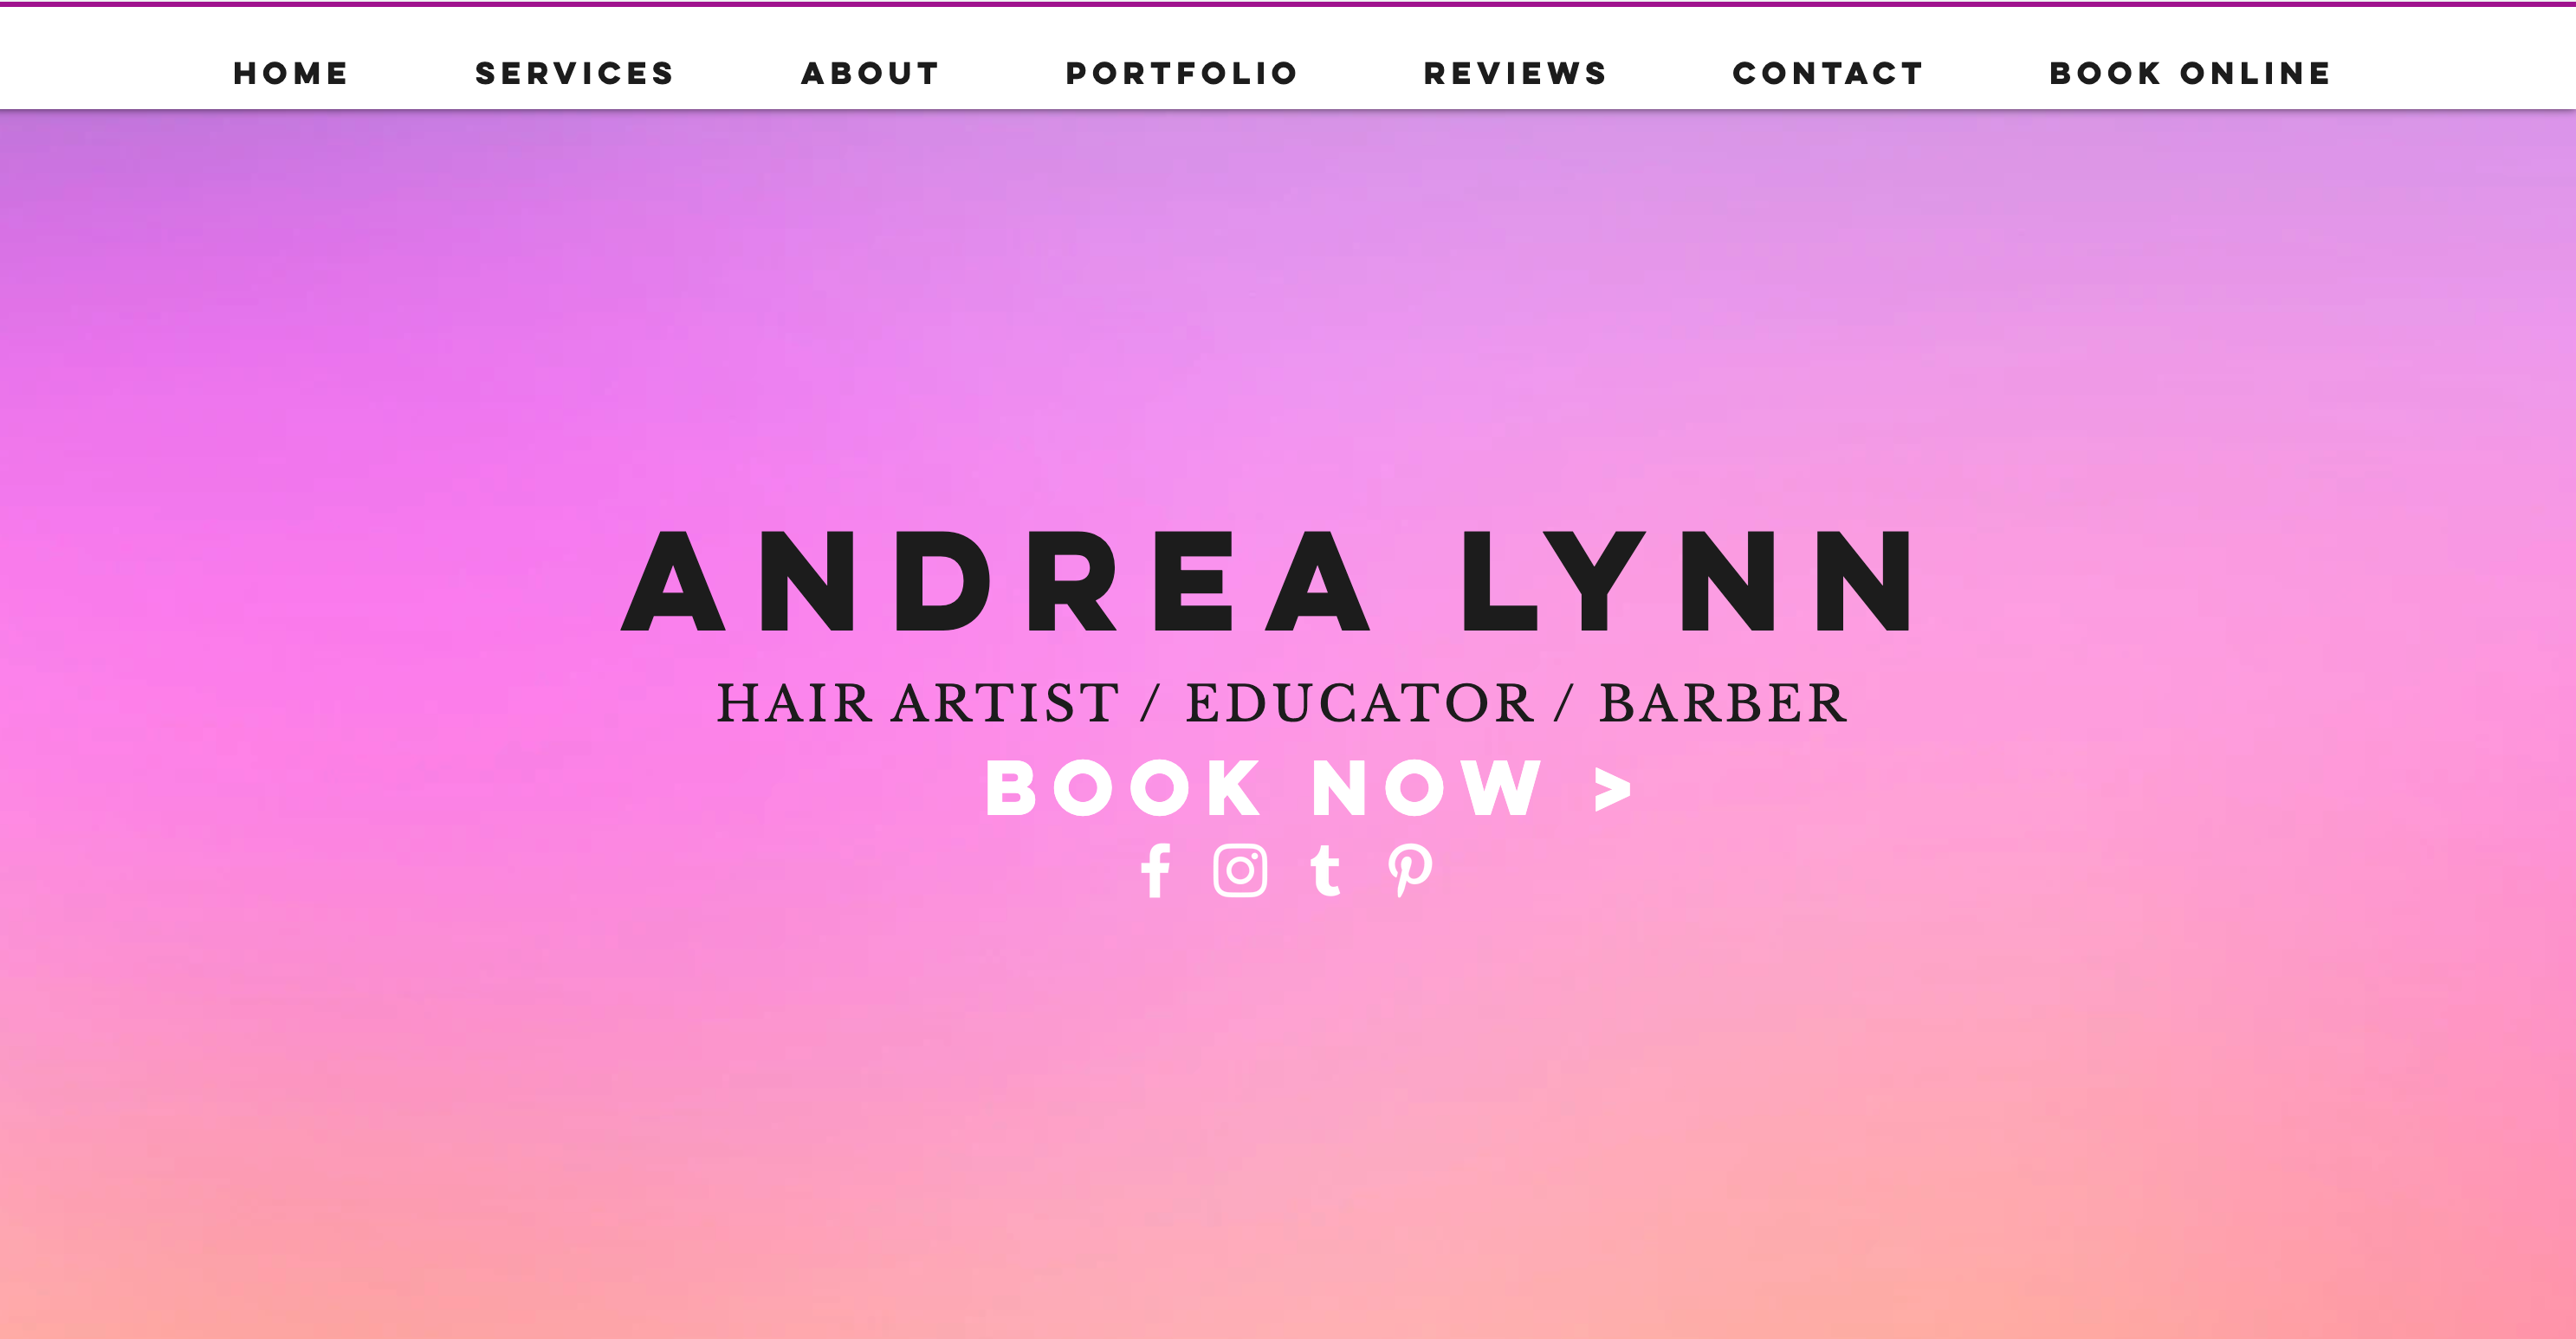 HOME SERVICES ABOUT PORTFOLIO REVIEWS CONTACT BOOK ONLINE
ANDREA LYNN
HAIR ARTIST / EDUCATOR / BARBER
BOOK NOW >